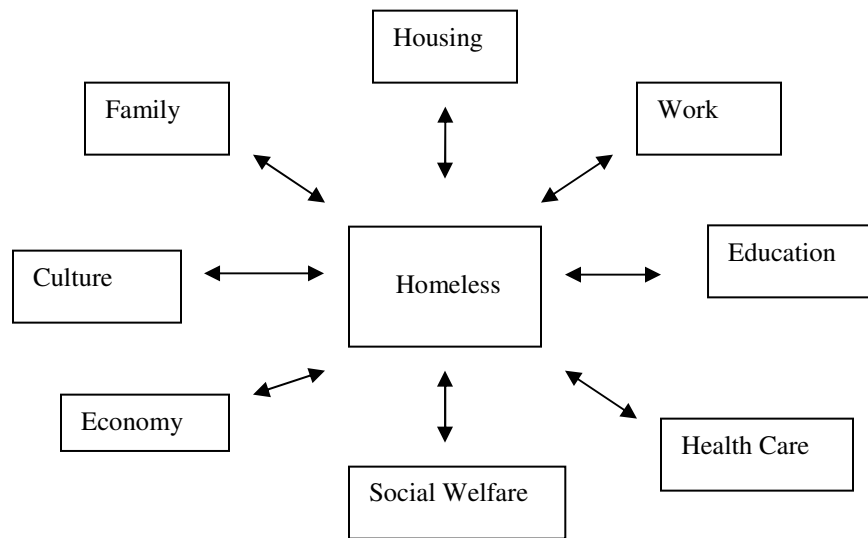 Housing
Family
Work
Culture
Homeless
Education
Economy
Health Care
Social Welfare